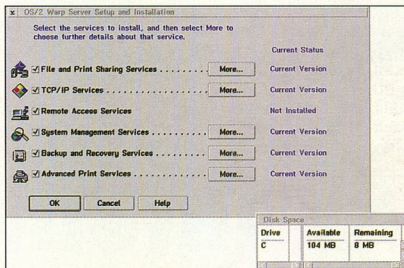 OS/2 Warp Server Setup and Installation
Select the services to install, and then select More to
choose further details about that service.
Current Status
File and Print Sharing Services . . . . . . . . . More... Current Version
TCP/IP Services . . . . . . . . . . . . . . . . . More... Current Version
Remote Access Services Not Installed
System Management Services . . . . . . . . . . . More... Current Version
Backup and Recovery Services . . . . . . . . . . More... Current Version
Advanced Print Services . . . . . . . . . . . . . More... Current Version
OK Cancel Help
Disk Space
Drive Available Remaining
C 104 MB 8 MB